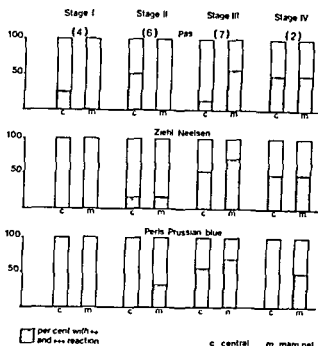 Stage I Stage II Stage III Stage IV
(4) (6) Pas (7) (2)
100
50
c m c m c m c m
Ziehl Neelsen
100
50
c m c m c m c m
Perls Prussian blue
100
50
c m c m c n c m
per cent with ++
and +++ reaction
c central m mam